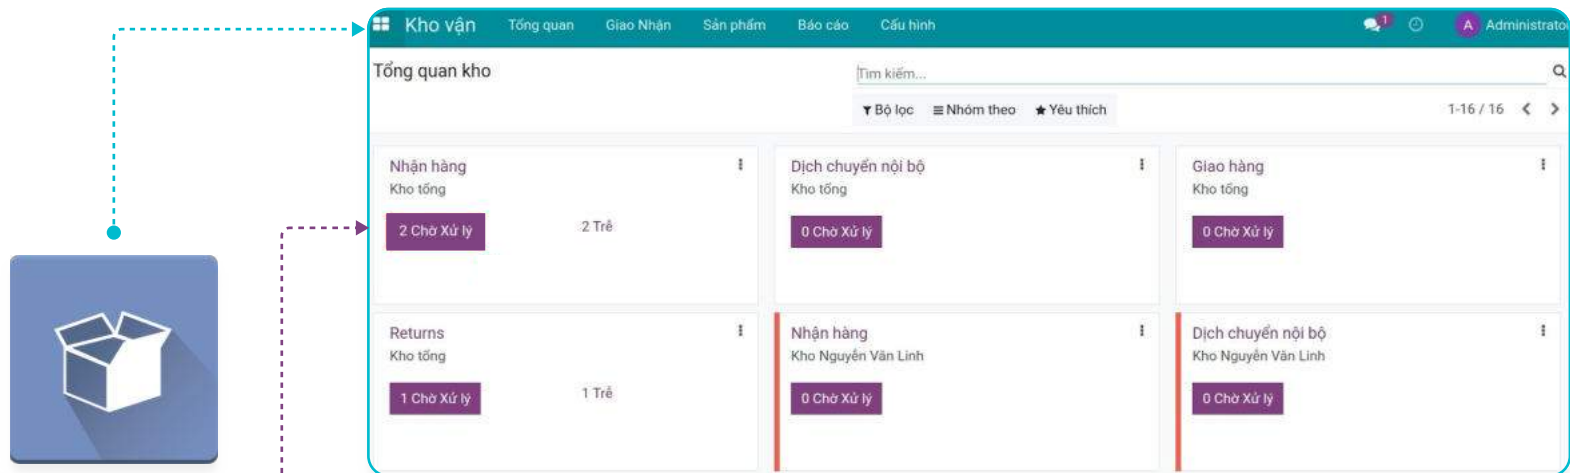 Kho vận Tổng quan Giao Nhận Sản phẩm Báo cáo Cấu hình 1 A Administrator
Tổng quan kho
Tìm kiếm...
Bộ lọc Nhóm theo Yêu thích 1-16 / 16
Nhận hàng
Kho tổng
2 Chờ Xử lý 2 Trễ
Dịch chuyển nội bộ
Kho tổng
0 Chờ Xử lý
Giao hàng
Kho tổng
0 Chờ Xử lý
Returns
Kho tổng
1 Chờ Xử lý 1 Trễ
Nhận hàng
Kho Nguyễn Văn Linh
0 Chờ Xử lý
Dịch chuyển nội bộ
Kho Nguyễn Văn Linh
0 Chờ Xử lý